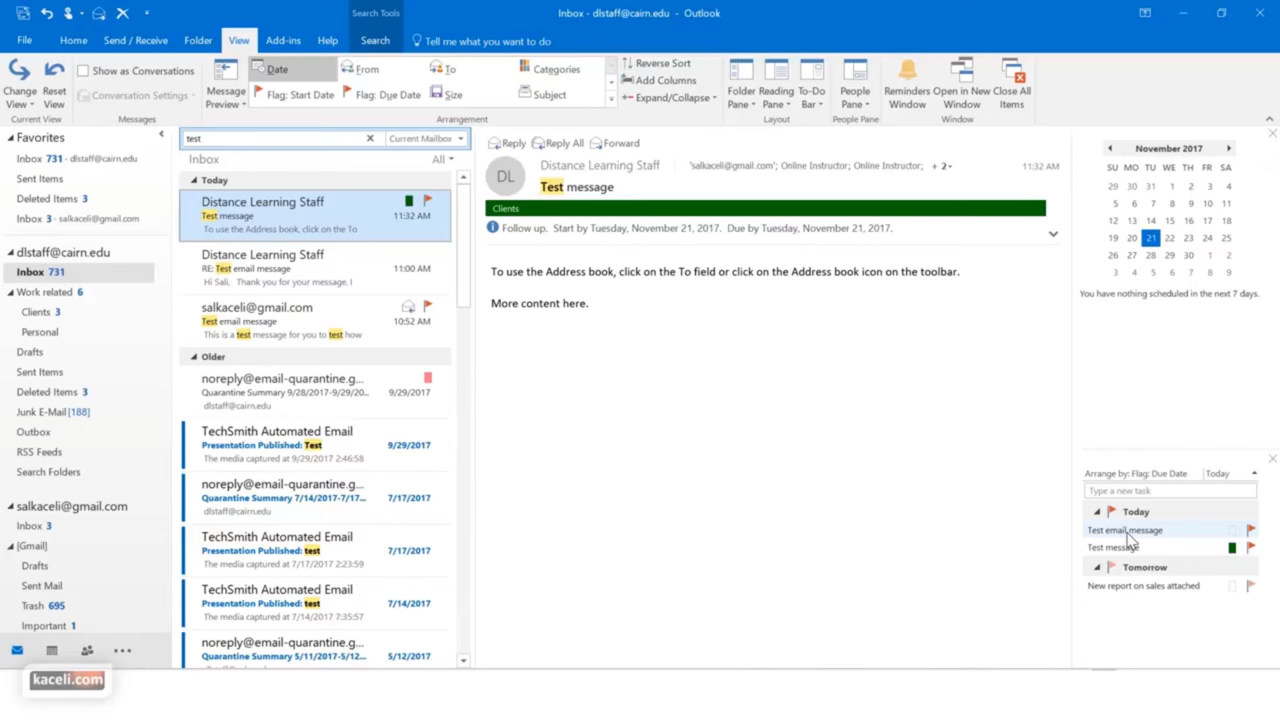 Search Tools
Inbox - dlstaff@cairn.edu - Outlook
File Home Send / Receive Folder View Add-ins Help Search Tell me what you want to do
Change View
Reset View
Current View
Show as Conversations
Conversation Settings
Messages
Message Preview
Date From To Categories
Flag: Start Date Flag: Due Date Size Subject
Arrangement
Reverse Sort
Add Columns
Expand/Collapse
Folder Pane
Reading Pane
To-Do Bar
Layout
People Pane
People Pane
Reminders Window
Open in New Window
Close All Items
Window
Favorites
Inbox 731 - dlstaff@cairn.edu
Sent Items
Deleted Items 3
Inbox 3 - salkaceli@gmail.com
dlstaff@cairn.edu
Inbox 731
Work related 6
Clients 3
Personal
Drafts
Sent Items
Deleted Items 3
Junk E-Mail [188]
Outbox
RSS Feeds
Search Folders
salkaceli@gmail.com
Inbox 3
[Gmail]
Drafts
Sent Mail
Trash 695
Important 1
kaceli.com
test Current Mailbox
Inbox All
Today
Distance Learning Staff
Test message 11:32 AM
To use the Address book, click on the To
Distance Learning Staff
RE: Test email message 11:00 AM
Hi Sali, Thank you for your message. I
salkaceli@gmail.com
Test email message 10:52 AM
This is a test message for you to test how
Older
noreply@email-quarantine.g...
Quarantine Summary 9/28/2017-9/29/20... 9/29/2017
dlstaff@cairn.edu
TechSmith Automated Email
Presentation Published: Test 9/29/2017
The media captured at 9/29/2017 2:46:58
noreply@email-quarantine.g...
Quarantine Summary 7/14/2017-7/17... 7/17/2017
dlstaff@cairn.edu
TechSmith Automated Email
Presentation Published: test 7/17/2017
The media captured at 7/17/2017 2:23:59
TechSmith Automated Email
Presentation Published: test 7/14/2017
The media captured at 7/14/2017 7:35:57
noreply@email-quarantine.g...
Quarantine Summary 5/11/2017-5/12... 5/12/2017
Reply Reply All Forward
DL
Distance Learning Staff 'salkaceli@gmail.com'; Online Instructor; Online Instructor; + 2 11:32 AM
Test message
Clients
Follow up. Start by Tuesday, November 21, 2017. Due by Tuesday, November 21, 2017.
To use the Address book, click on the To field or click on the Address book icon on the toolbar.
More content here.
November 2017
SU MO TU WE TH FR SA
29 30 31 1 2 3 4
5 6 7 8 9 10 11
12 13 14 15 16 17 18
19 20 21 22 23 24 25
26 27 28 29 30 1 2
3 4 5 6 7 8 9
You have nothing scheduled in the next 7 days.
Arrange by: Flag: Due Date Today
Type a new task
Today
Test email message
Test message
Tomorrow
New report on sales attached